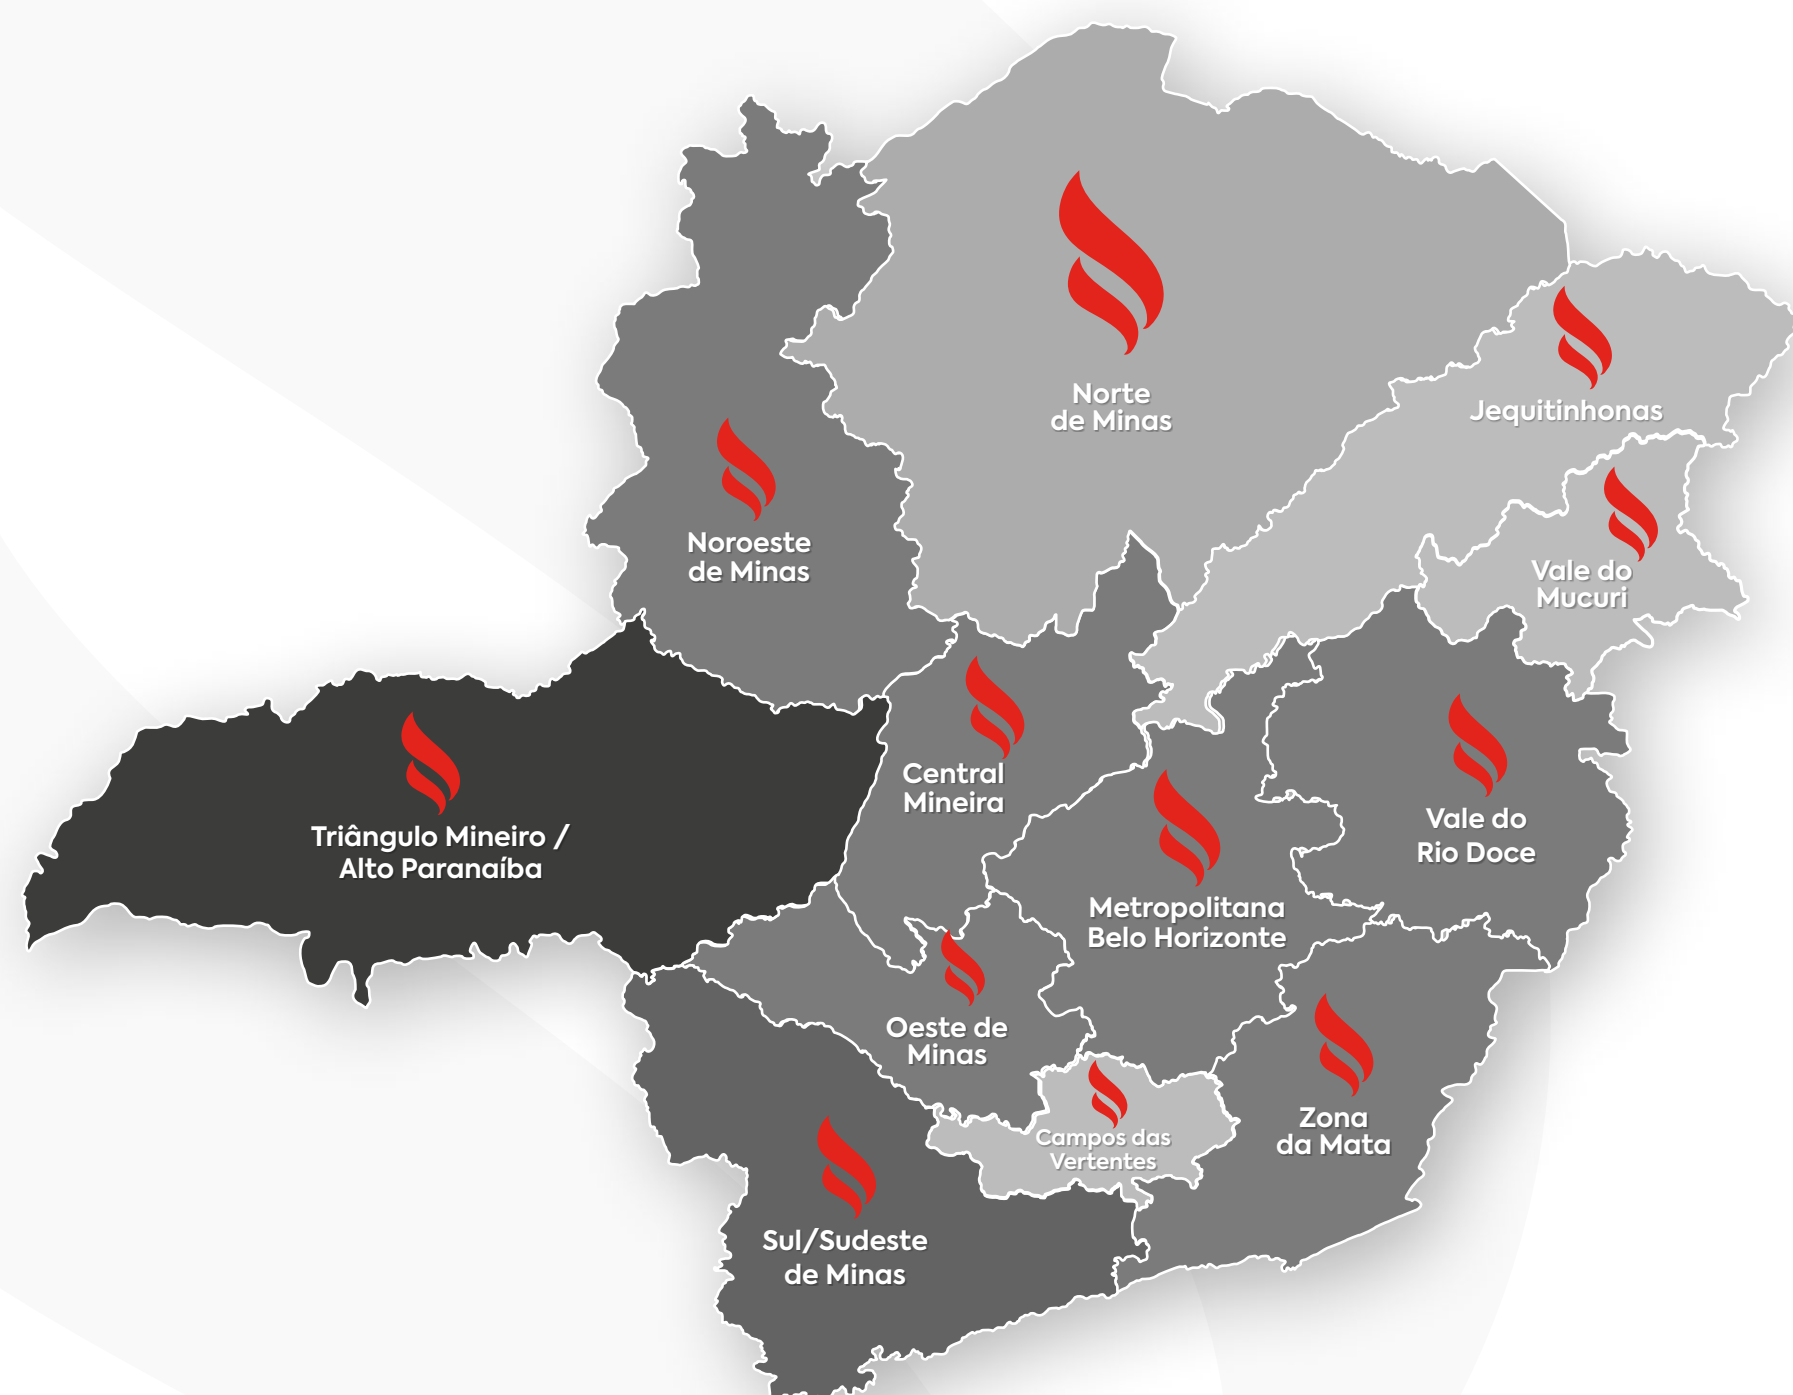 Norte
de Minas
Jequitinhonas
Noroeste
de Minas
Vale do
Mucuri
Central
Mineira
Triângulo Mineiro /
Alto Paranaíba
Vale do
Rio Doce
Metropolitana
Belo Horizonte
Oeste de
Minas
Campos das
Vertentes
Zona
da Mata
Sul/Sudeste
de Minas